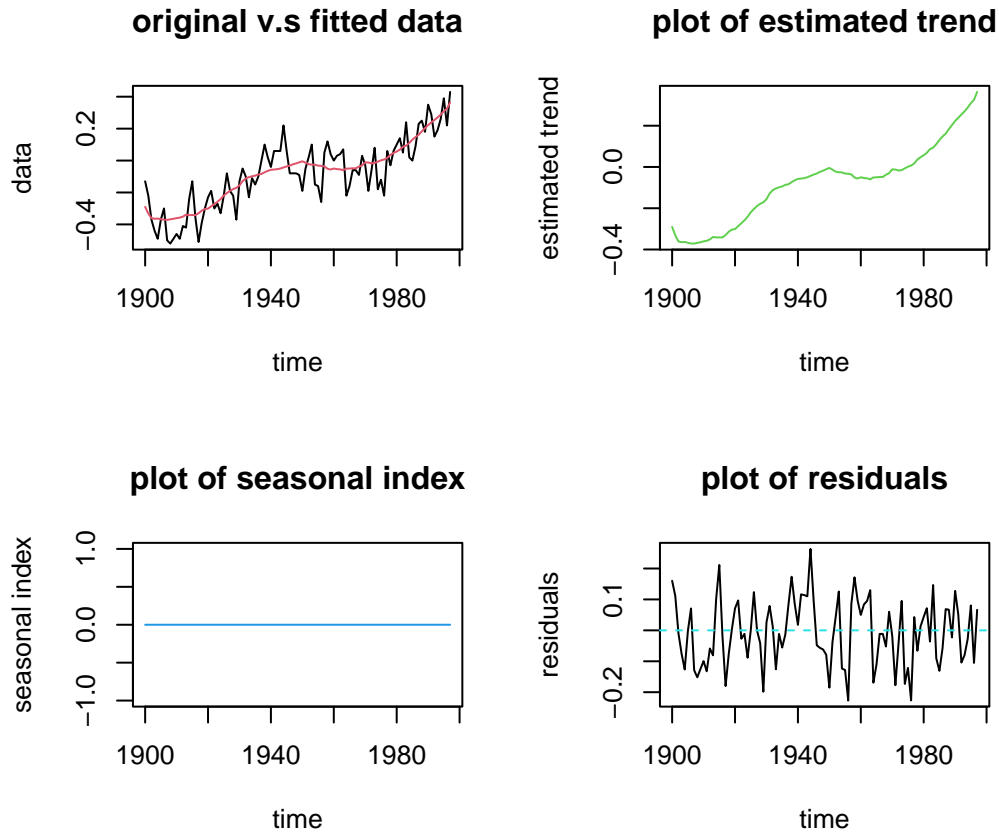 original v.s fitted data
data
0.2
−0.4
1900
1940
1980
time
plot of estimated trend
estimated trend
0.0
−0.4
1900
1940
1980
time
plot of seasonal index
seasonal index
1.0
0.0
−1.0
1900
1940
1980
time
plot of residuals
residuals
0.1
−0.2
1900
1940
1980
time